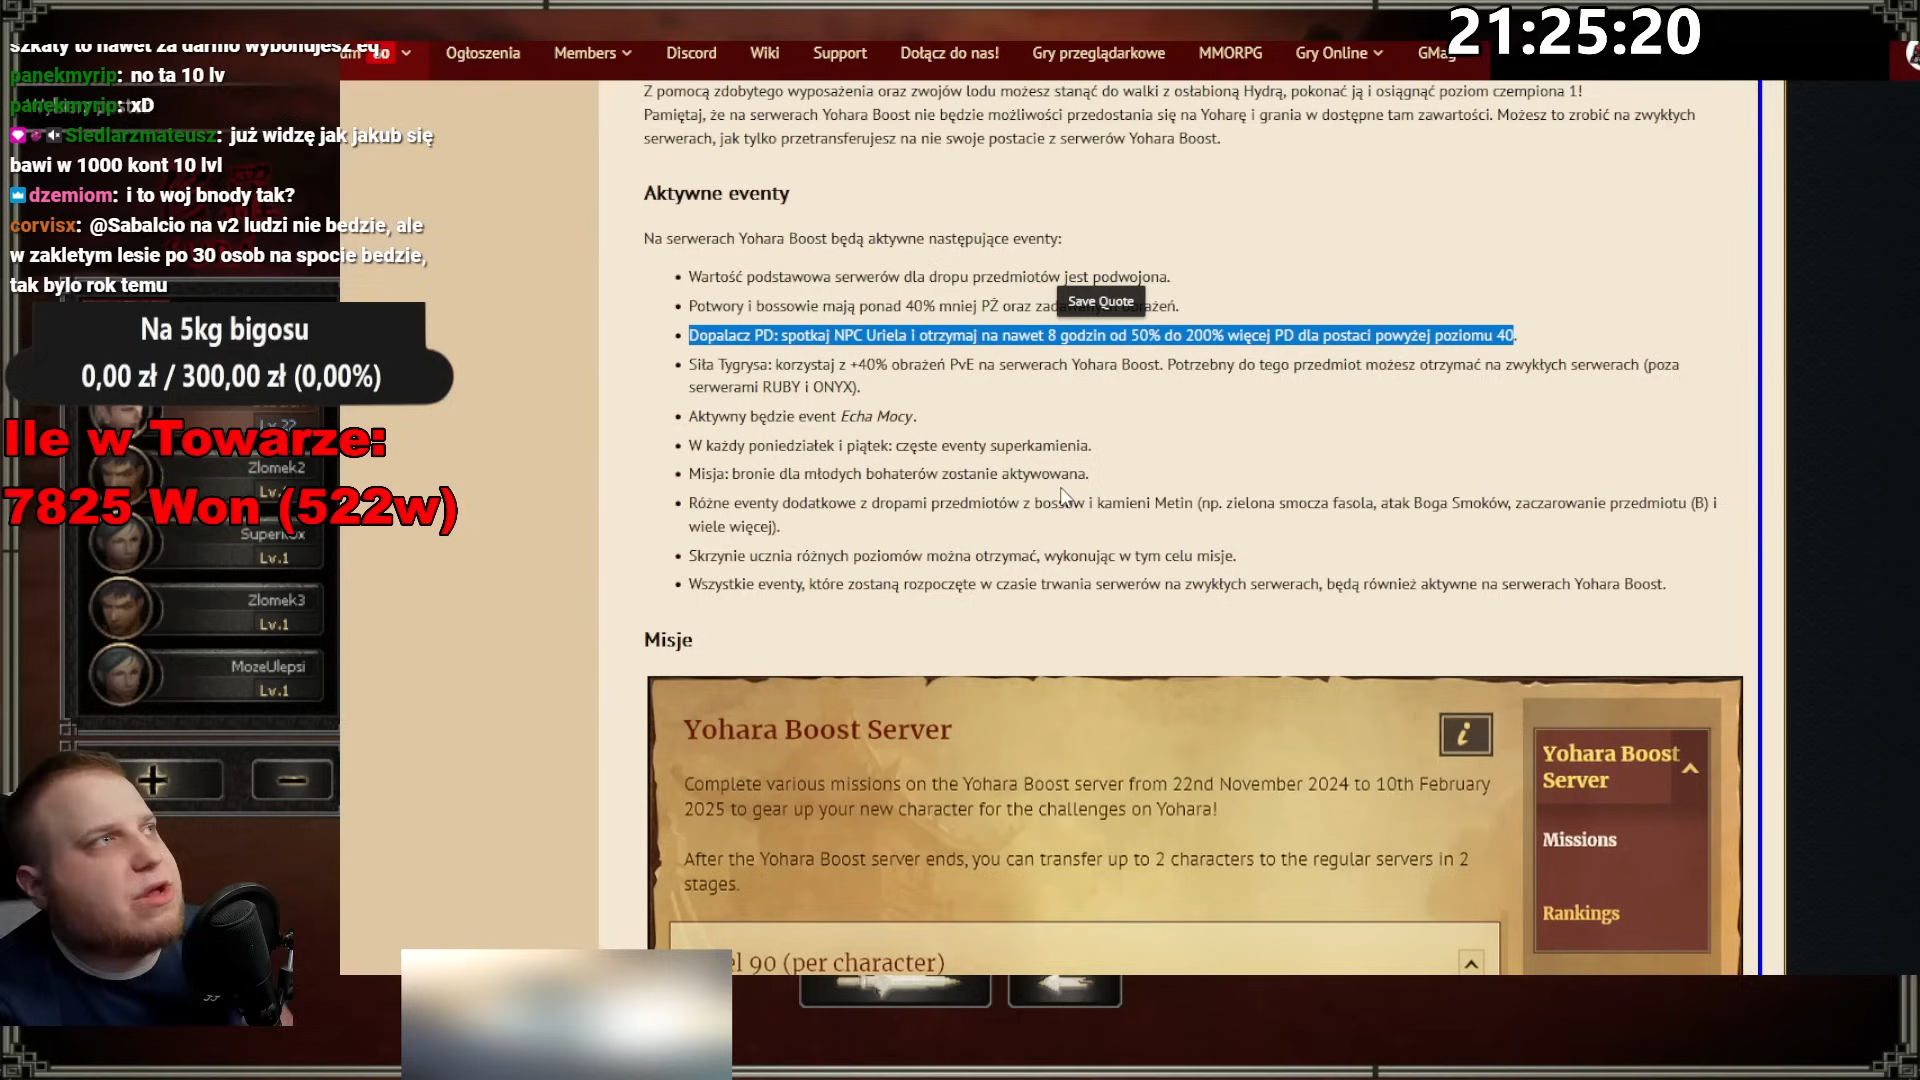 szkaty to nawet za darmo wybonujesz eq
panekmyrip: no ta 10 lv
panekmyrip: xD
Siedlarzmateusz: już widzę jak jakub się
bawi w 1000 kont 10 lvl
dzemiom: i to woj bnody tak?
corvisx: @Sabalcio na v2 ludzi nie bedzie, ale
w zakletym lesie po 30 osob na spocie bedzie,
tak bylo rok temu
Na 5kg bigosu
0,00 zł / 300,00 zł (0,00%)
Ile w Towarze:
7825 Won (522w)
Zlomek2
Lv.1
Zlomek3
Lv.1
MozeUlepsi
Lv.1
21:25:20
Ogłoszenia Members Discord Wiki Support Dołącz do nas! Gry przeglądarkowe MMORPG Gry Online
Z pomocą zdobytego wyposażenia oraz zwojów lodu możesz stanąć do walki z osłabioną Hydrą, pokonać ją i osiągnąć poziom czempiona 1!
Pamiętaj, że na serwerach Yohara Boost nie będzie możliwości przedostania się na Yoharę i grania w dostępne tam zawartości. Możesz to zrobić na zwykłych
serwerach, jak tylko przetransferujesz na nie swoje postacie z serwerów Yohara Boost.
Aktywne eventy
Na serwerach Yohara Boost będą aktywne następujące eventy:
Wartość podstawowa serwerów dla dropu przedmiotów jest podwojona.
Potwory i bossowie mają ponad 40% mniej PŻ oraz
Save Quote
Dopałacz PD: spotkaj NPC Uriela i otrzymaj na nawet 8 godzin od 50% do 200% więcej PD dla postaci powyżej poziomu 40.
Siła Tygrysa: korzystaj z +40% obrażeń PvE na serwerach Yohara Boost. Potrzebny do tego przedmiot możesz otrzymać na zwykłych serwerach (poza
serwerami RUBY i ONYX).
Aktywny będzie event Echa Mocy.
W każdy poniedziałek i piątek: częste eventy superkamienia.
Misja: bronie dla młodych bohaterów zostanie aktywowana.
Różne eventy dodatkowe z dropami przedmiotów z bossów i kamieni Metin (np. zielona smocza fasola, atak Boga Smoków, zaczarowanie przedmiotu (B) i
wiele więcej).
Skrzynie ucznia różnych poziomów można otrzymać, wykonując w tym celu misje.
Wszystkie eventy, które zostaną rozpoczęte w czasie trwania serwerów na zwykłych serwerach, będą również aktywne na serwerach Yohara Boost.
Misje
Yohara Boost Server
Complete various missions on the Yohara Boost server from 22nd November 2024 to 10th February
2025 to gear up your new character for the challenges on Yohara!
After the Yohara Boost server ends, you can transfer up to 2 characters to the regular servers in 2
stages.
90 (per character)
Yohara Boost
Server
Missions
Rankings